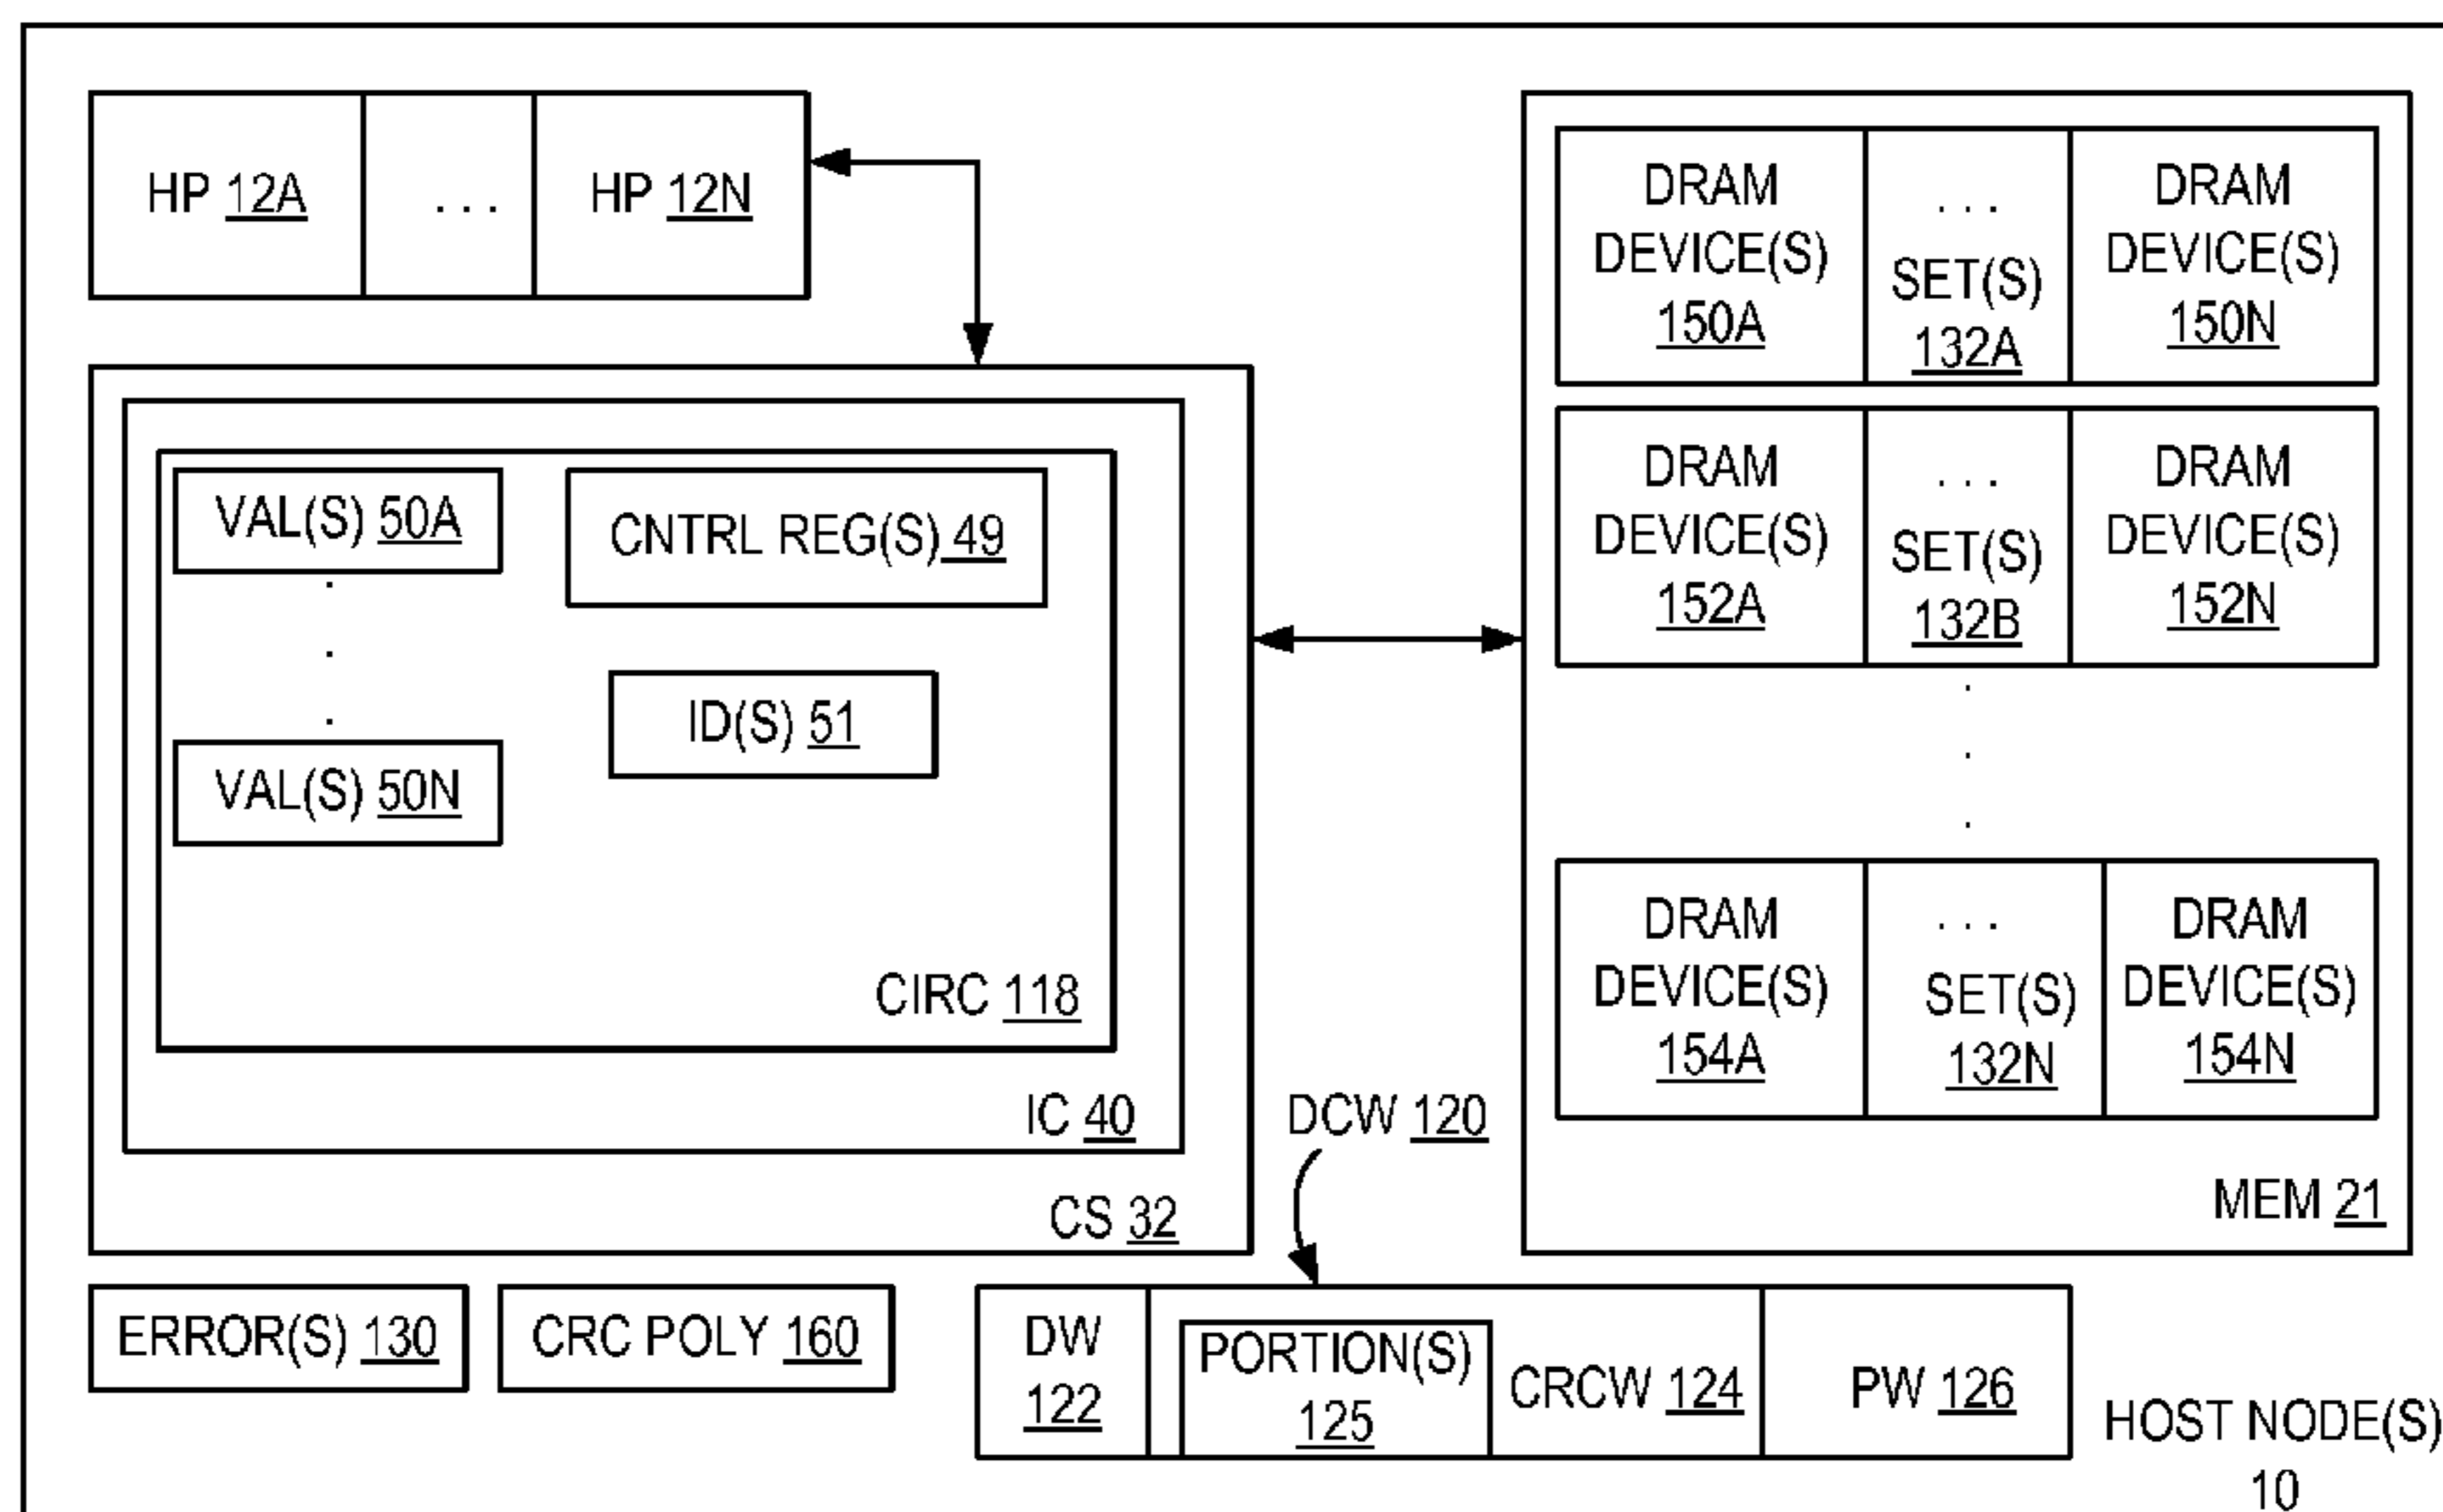 HP 12A
. . .
HP 12N
DRAM
DEVICE(S)
150A
. . .
SET(S)
132A
DRAM
DEVICE(S)
150N
VAL(S) 50A
.
.
.
VAL(S) 50N
CNTRL REG(S) 49
ID(S) 51
CIRC 118
IC 40
CS 32
DRAM
DEVICE(S)
152A
. . .
SET(S)
132B
DRAM
DEVICE(S)
152N
.
.
.
DRAM
DEVICE(S)
154A
. . .
SET(S)
132N
DRAM
DEVICE(S)
154N
MEM 21
DCW 120
ERROR(S) 130
CRC POLY 160
DW
122
PORTION(S)
125
CRCW 124
PW 126
HOST NODE(S)
10